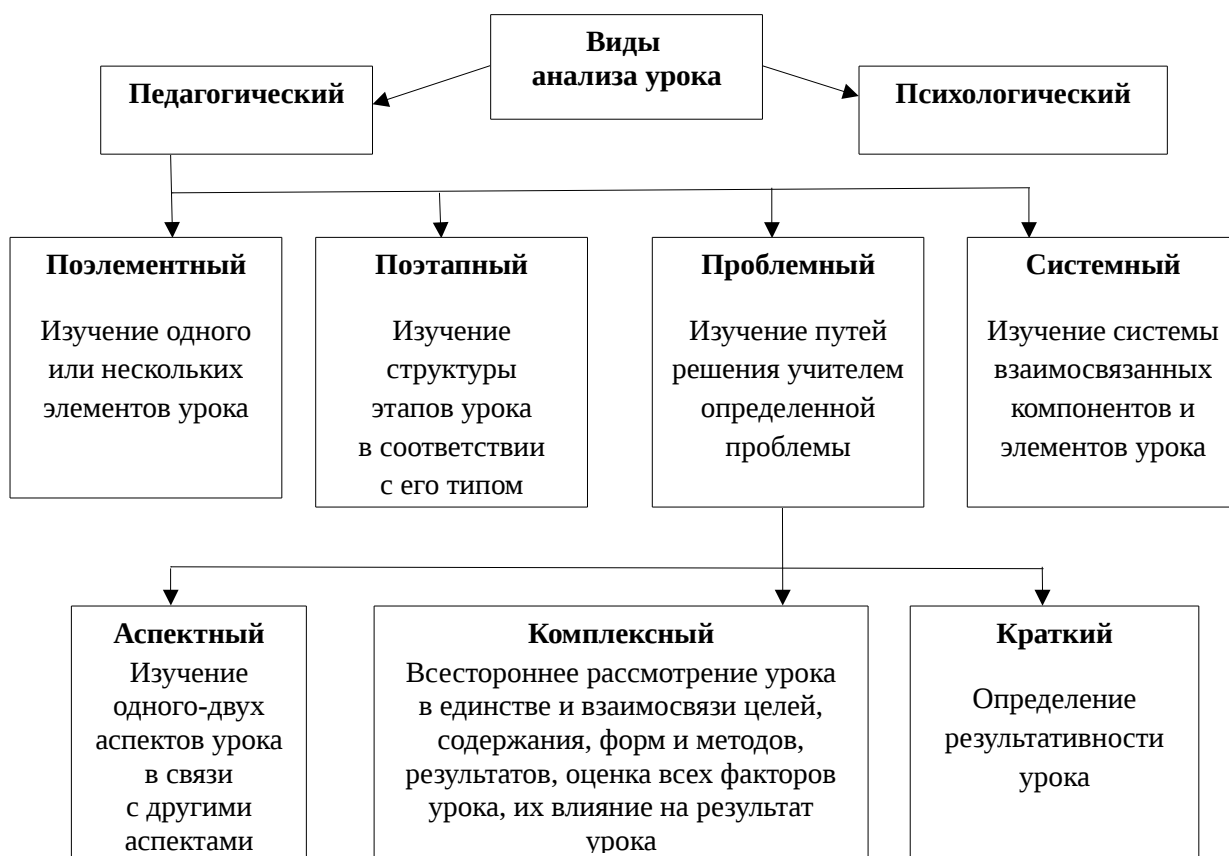 Виды
анализа урока
Педагогический
Психологический
Поэлементный
Изучение одного
или нескольких
элементов урока
Поэтапный
Изучение
структуры
этапов урока
в соответствии
с его типом
Проблемный
Изучение путей
решения учителем
определенной
проблемы
Системный
Изучение системы
взаимосвязанных
компонентов и
элементов урока
Аспектный
Изучение
одного-двух
аспектов урока
в связи
с другими
аспектами
Комплексный
Всестороннее рассмотрение урока
в единстве и взаимосвязи целей,
содержания, форм и методов,
результатов, оценка всех факторов
урока, их влияние на результат
урока
Краткий
Определение
результативности
урока